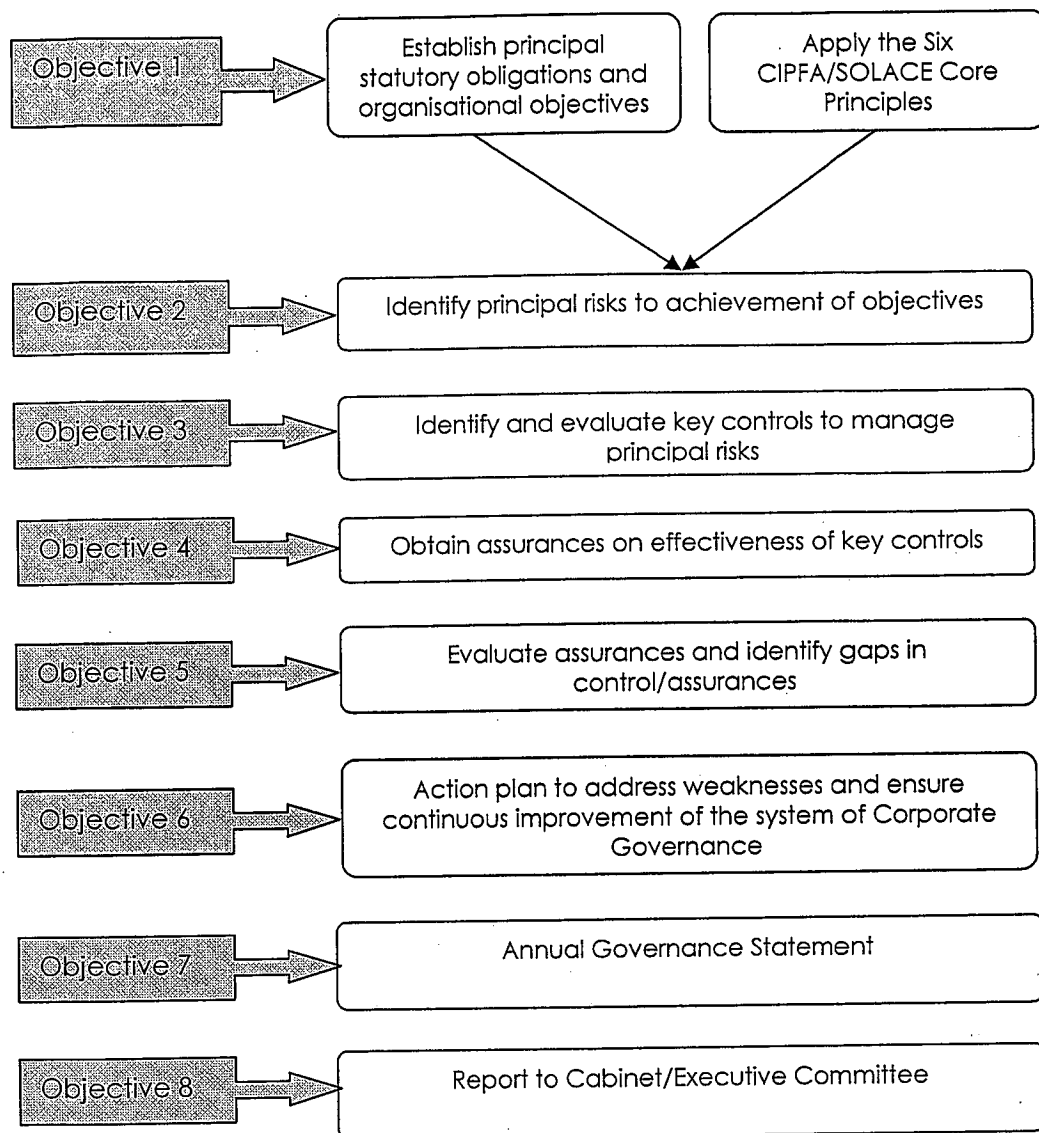 Objective 1
Establish principal
statutory obligations and
organisational objectives
Apply the Six
CIPFA/SOLACE Core
Principles
Objective 2
Identify principal risks to achievement of objectives
Objective 3
Identify and evaluate key controls to manage
principal risks
Objective 4
Obtain assurances on effectiveness of key controls
Objective 5
Evaluate assurances and identify gaps in
control/assurances
Objective 6
Action plan to address weaknesses and ensure
continuous improvement of the system of Corporate
Governance
Objective 7
Annual Governance Statement
Objective 8
Report to Cabinet/Executive Committee